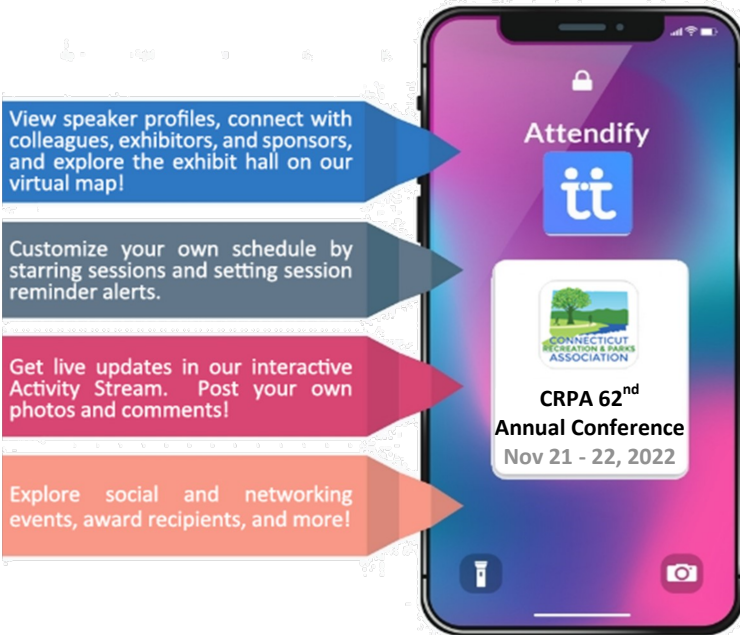 View speaker profiles, connect with
colleagues, exhibitors, and sponsors,
and explore the exhibit hall on our
virtual map!
Customize your own schedule by
starring sessions and setting session
reminder alerts.
Get live updates in our interactive
Activity Stream. Post your own
photos and comments!
Explore social and networking
events, award recipients, and more!
Attendify
CONNECTICUT
RECREATION & PARKS
ASSOCIATION
CRPA 62nd
Annual Conference
Nov 21 - 22, 2022